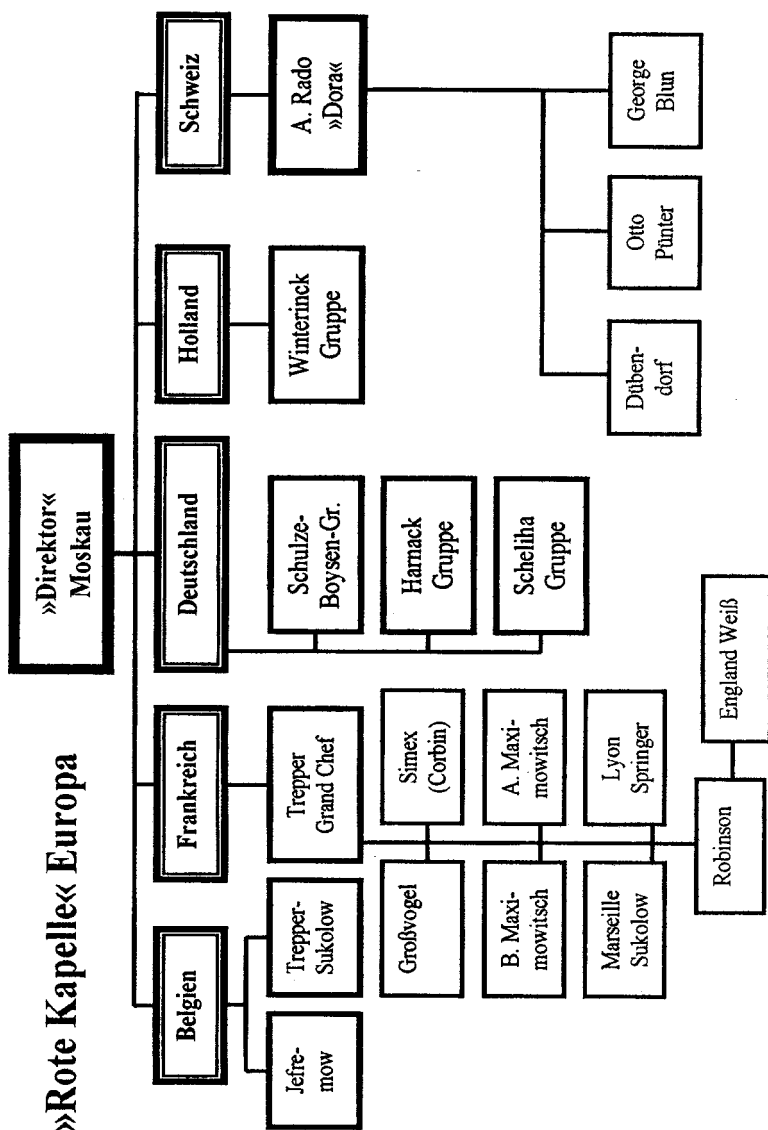 »Rote Kapelle« Europa
»Direktor«
Moskau
Belgien
Frankreich
Deutschland
Holland
Schweiz
Jefre-
mow
Trepper-
Sukolow
Trepper
Grand Chef
Schulze-
Boysen-Gr.
Winterinck
Gruppe
A. Rado
»Dora«
Großvogel
Simex
(Corbin)
Harnack
Gruppe
B. Maxi-
mowitsch
A. Maxi-
mowitsch
Scheliha
Gruppe
Marseille
Sukolow
Lyon
Springer
Robinson
England Weiß
Düben-
dorf
Otto
Pünter
George
Blun